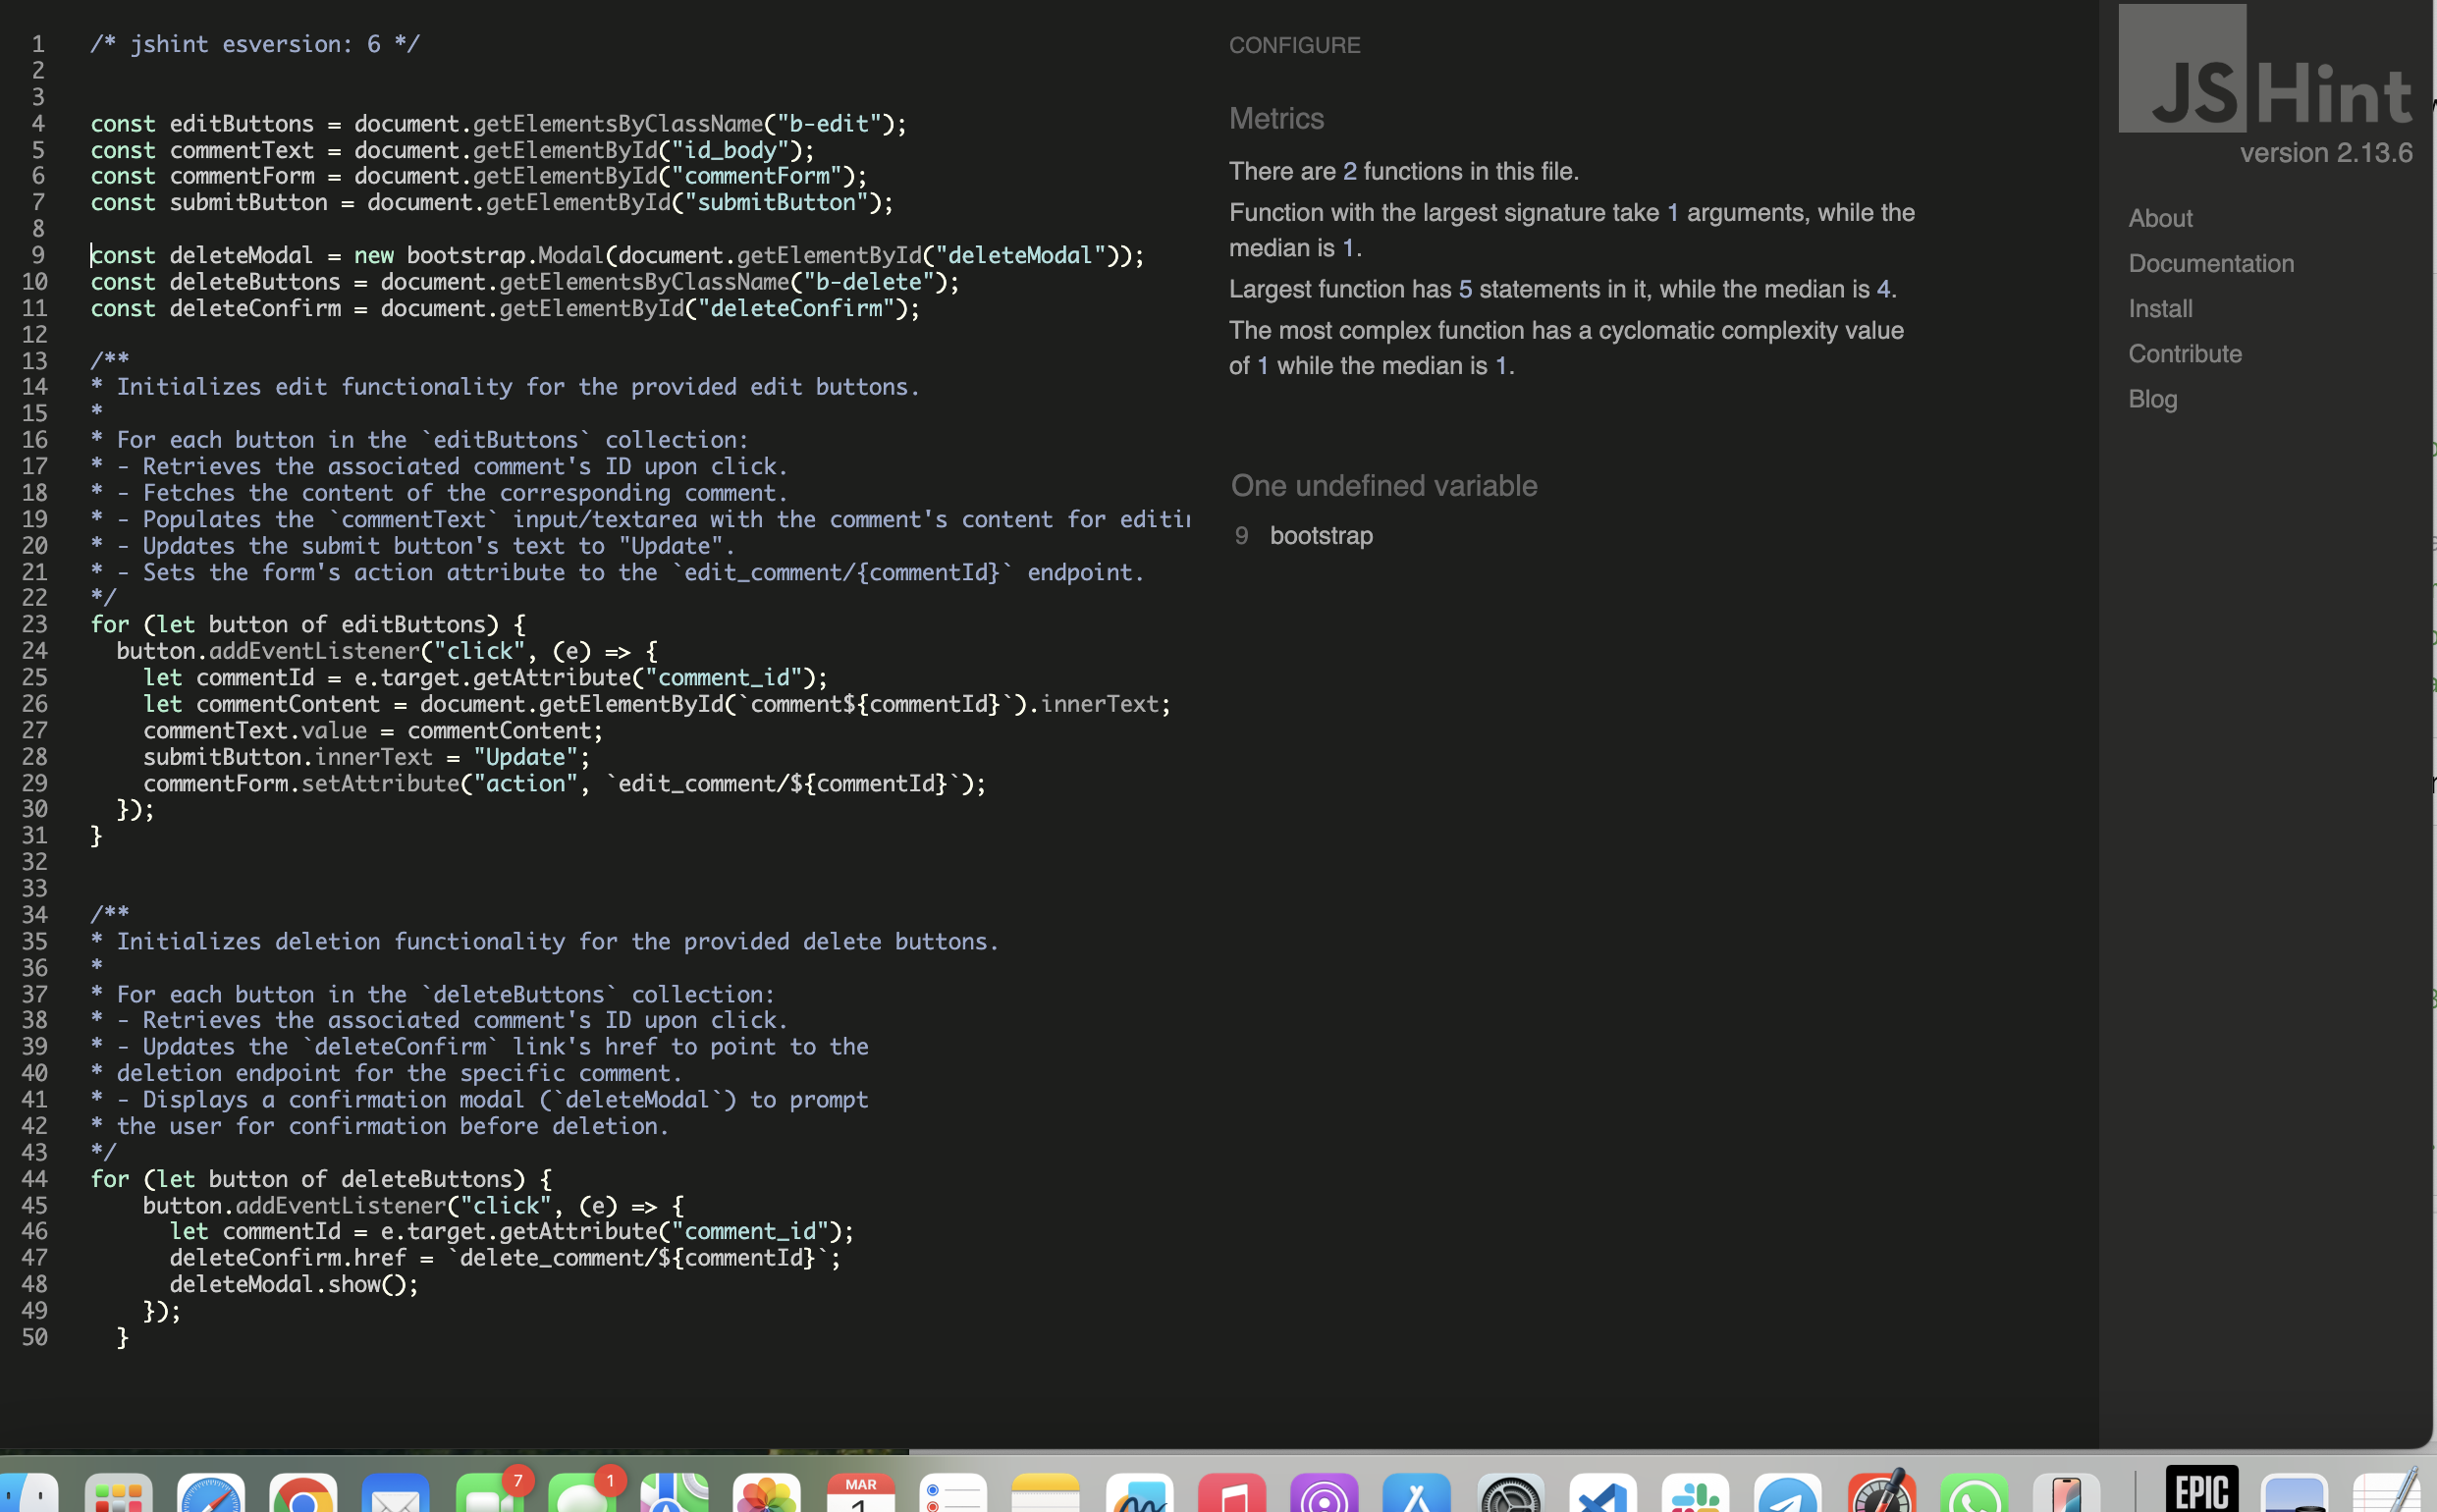 1 /* jshint esversion: 6 */
2
3
4 const editButtons = document.getElementsByClassName("b-edit");
5 const commentText = document.getElementById("id_body");
6 const commentForm = document.getElementById("commentForm");
7 const submitButton = document.getElementById("submitButton");
8
9 const deleteModal = new bootstrap.Modal(document.getElementById("deleteModal"));
10 const deleteButtons = document.getElementsByClassName("b-delete");
11 const deleteConfirm = document.getElementById("deleteConfirm");
12
13 /**
14 * Initializes edit functionality for the provided edit buttons.
15 *
16 * For each button in the `editButtons` collection:
17 * - Retrieves the associated comment's ID upon click.
18 * - Fetches the content of the corresponding comment.
19 * - Populates the `commentText` input/textarea with the comment's content for
20 * - Updates the submit button's text to "Update".
21 * - Sets the form's action attribute to the `edit_comment/{commentId}` endpoint.
22 */
23 for (let button of editButtons) {
24   button.addEventListener("click", (e) => {
25     let commentId = e.target.getAttribute("comment_id");
26     let commentContent = document.getElementById(`comment${commentId}`).innerText;
27     commentText.value = commentContent;
28     submitButton.innerText = "Update";
29     commentForm.setAttribute("action", `edit_comment/${commentId}`);
30   });
31 }
32
33
34 /**
35 * Initializes deletion functionality for the provided delete buttons.
36 *
37 * For each button in the `deleteButtons` collection:
38 * - Retrieves the associated comment's ID upon click.
39 * - Updates the `deleteConfirm` link's href to point to the
40 * deletion endpoint for the specific comment.
41 * - Displays a confirmation modal (`deleteModal`) to prompt
42 * the user for confirmation before deletion.
43 */
44 for (let button of deleteButtons) {
45     button.addEventListener("click", (e) => {
46       let commentId = e.target.getAttribute("comment_id");
47       deleteConfirm.href = `delete_comment/${commentId}`;
48       deleteModal.show();
49     });
50   }
CONFIGURE
Metrics
There are 2 functions in this file.
Function with the largest signature take 1 arguments, while the
median is 1.
Largest function has 5 statements in it, while the median is 4.
The most complex function has a cyclomatic complexity value
of 1 while the median is 1.
One undefined variable
9 bootstrap
JSHint
version 2.13.6
About
Documentation
Install
Contribute
Blog
7
1
MAR
EPIC